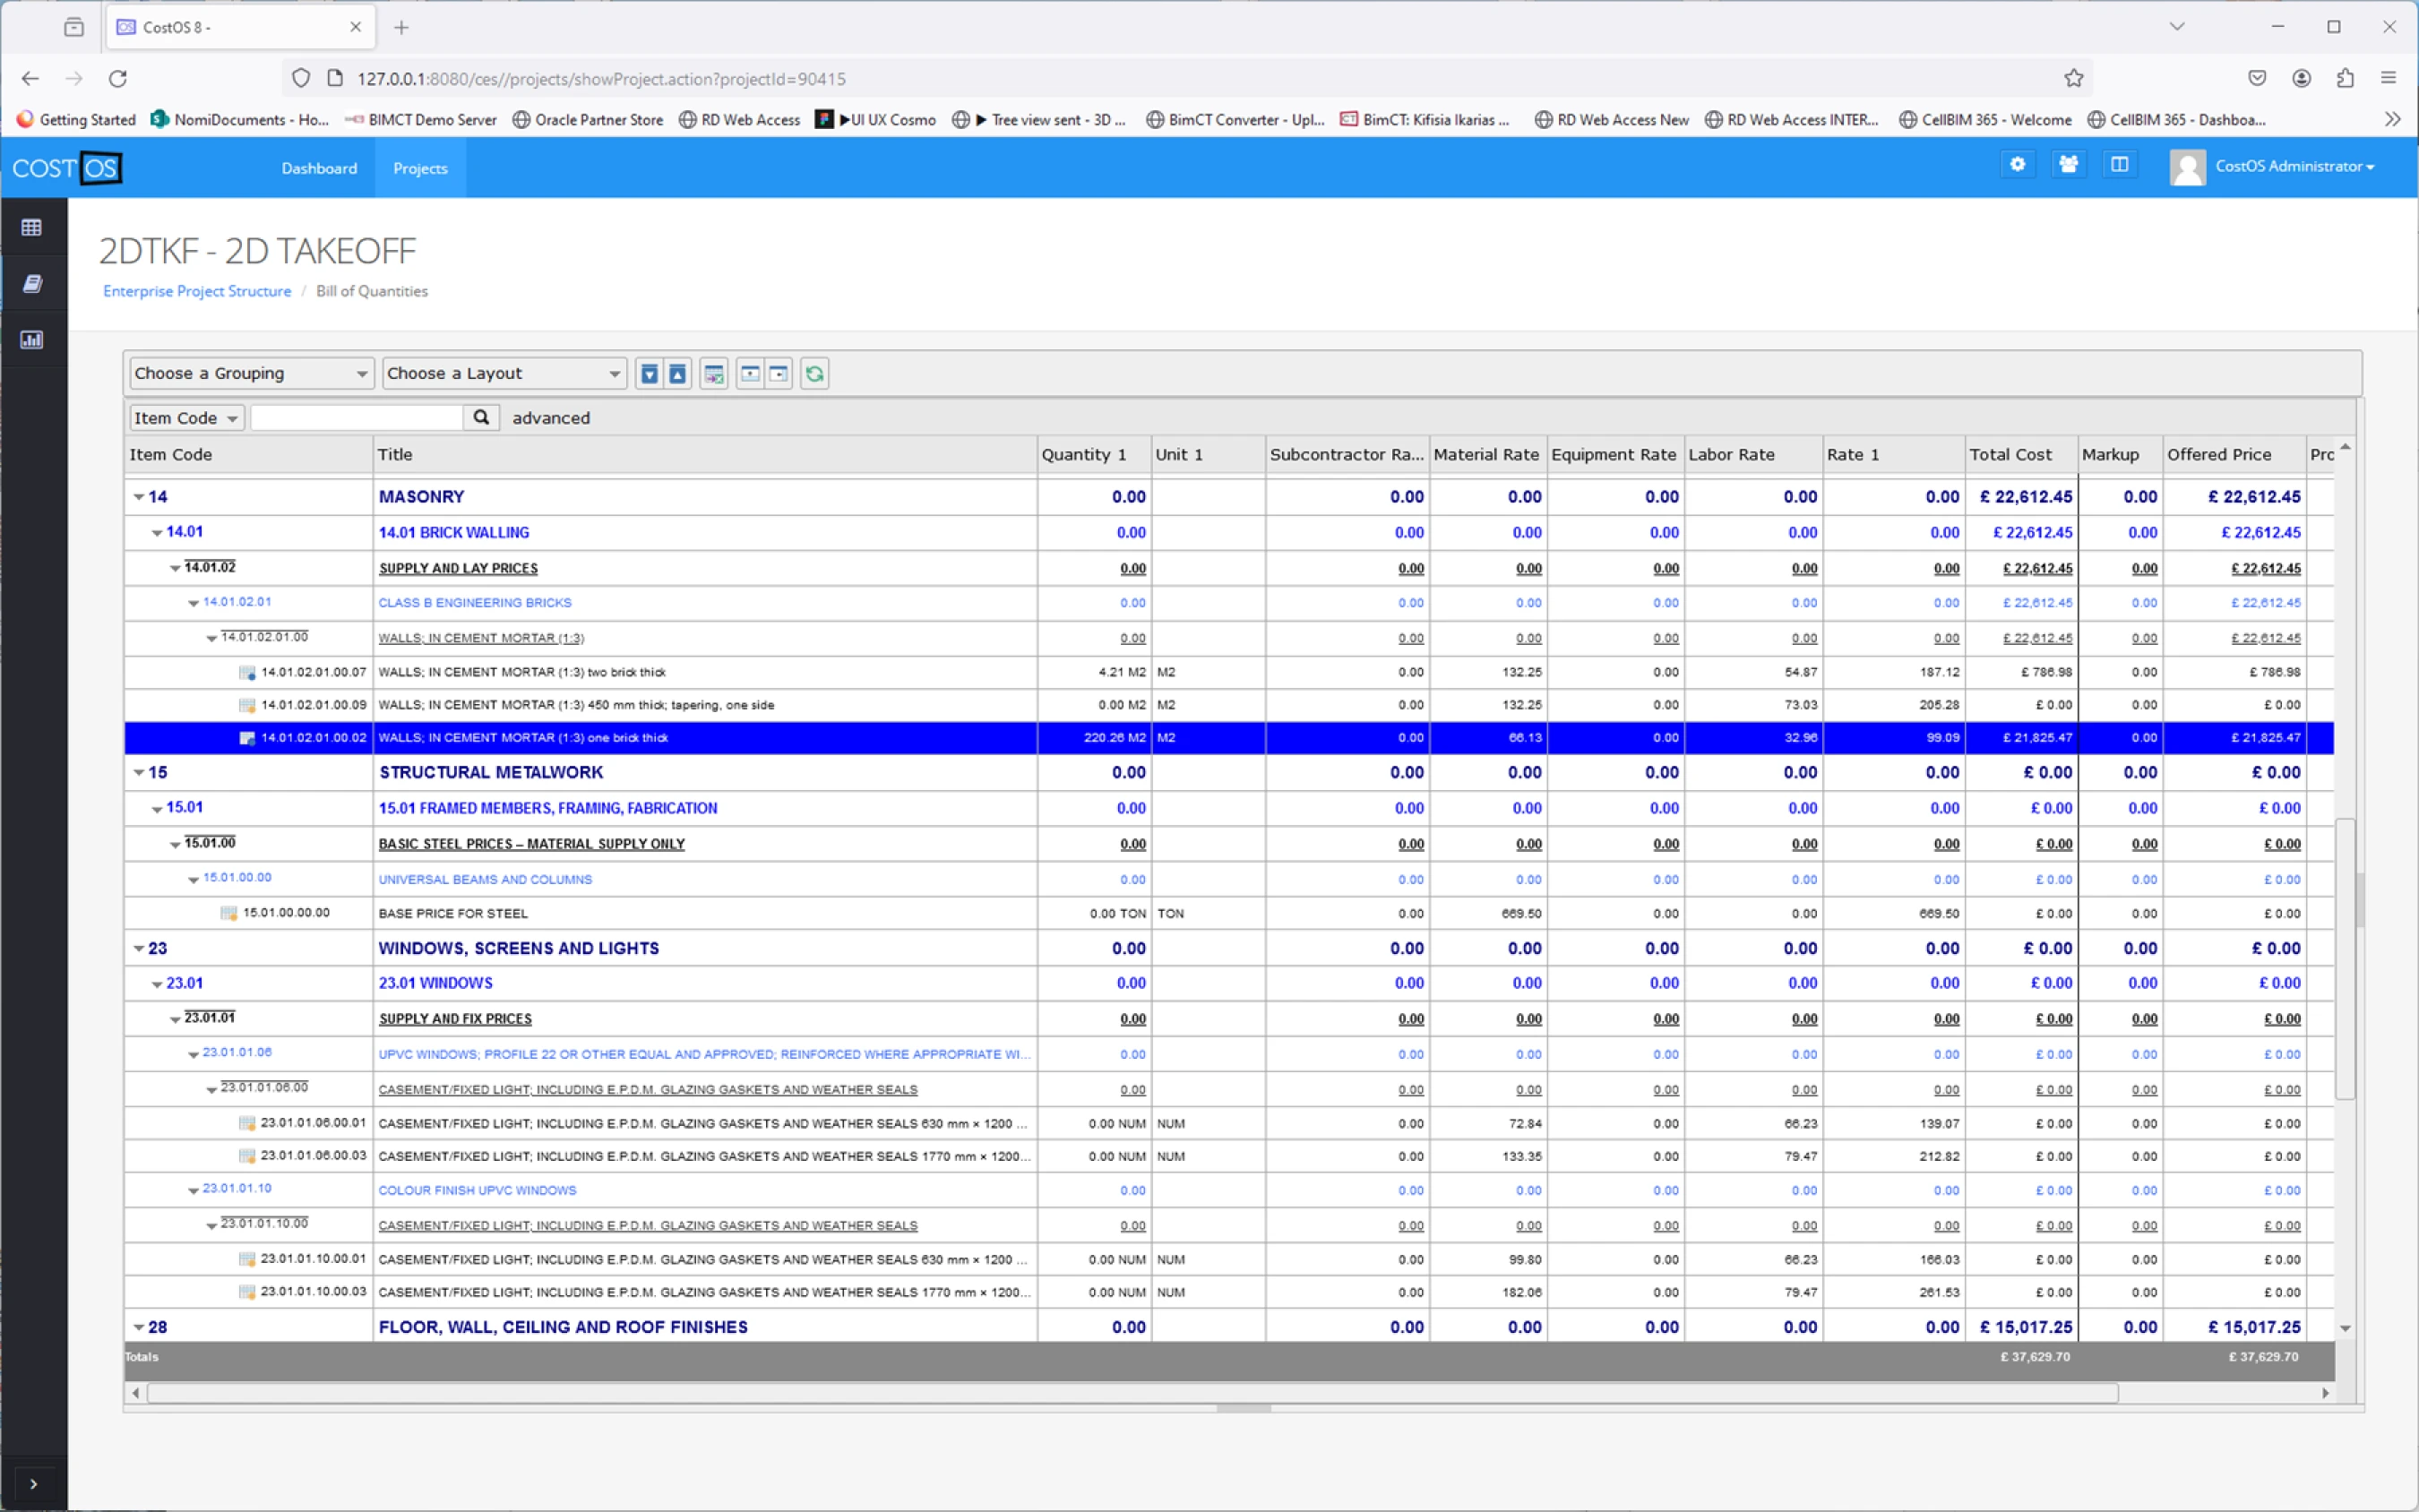 CostOS 8 -
127.0.0.1:8080/ces//projects/showProject.action?projectId=90415
Getting Started NomiDocuments - Ho... BIMCT Demo Server Oracle Partner Store RD Web Access ▶UI UX Cosmo ▶ Tree view sent - 3D ... BimCT Converter - Upl... BimCT: Kifisia Ikarias ... RD Web Access New RD Web Access INTER... CellBIM 365 - Welcome CellBIM 365 - Dashboa...
COST OS Dashboard Projects CostOS Administrator
2DTKF - 2D TAKEOFF
Enterprise Project Structure / Bill of Quantities
Choose a Grouping Choose a Layout
Item Code advanced
Item Code Title Quantity 1 Unit 1 Subcontractor Ra... Material Rate Equipment Rate Labor Rate Rate 1 Total Cost Markup Offered Price Pro
14 MASONRY 0.00 0.00 0.00 0.00 0.00 0.00 £ 22,612.45 0.00 £ 22,612.45
14.01 14.01 BRICK WALLING 0.00 0.00 0.00 0.00 0.00 0.00 £ 22,612.45 0.00 £ 22,612.45
14.01.02 SUPPLY AND LAY PRICES 0.00 0.00 0.00 0.00 0.00 0.00 £ 22,612.45 0.00 £ 22,612.45
14.01.02.01 CLASS B ENGINEERING BRICKS 0.00 0.00 0.00 0.00 0.00 0.00 £ 22,612.45 0.00 £ 22,612.45
14.01.02.01.00 WALLS; IN CEMENT MORTAR (1:3) 0.00 0.00 0.00 0.00 0.00 0.00 £ 22,612.45 0.00 £ 22,612.45
14.01.02.01.00.07 WALLS; IN CEMENT MORTAR (1:3) two brick thick 4.21 M2 M2 0.00 132.25 0.00 54.87 187.12 £ 786.98 0.00 £ 786.98
14.01.02.01.00.09 WALLS; IN CEMENT MORTAR (1:3) 450 mm thick; tapering, one side 0.00 M2 M2 0.00 132.25 0.00 73.03 205.28 £ 0.00 0.00 £ 0.00
14.01.02.01.00.02 WALLS; IN CEMENT MORTAR (1:3) one brick thick 220.26 M2 M2 0.00 66.13 0.00 32.96 99.09 £ 21,825.47 0.00 £ 21,825.47
15 STRUCTURAL METALWORK 0.00 0.00 0.00 0.00 0.00 0.00 £ 0.00 0.00 £ 0.00
15.01 15.01 FRAMED MEMBERS, FRAMING, FABRICATION 0.00 0.00 0.00 0.00 0.00 0.00 £ 0.00 0.00 £ 0.00
15.01.00 BASIC STEEL PRICES – MATERIAL SUPPLY ONLY 0.00 0.00 0.00 0.00 0.00 0.00 £ 0.00 0.00 £ 0.00
15.01.00.00 UNIVERSAL BEAMS AND COLUMNS 0.00 0.00 0.00 0.00 0.00 0.00 £ 0.00 0.00 £ 0.00
15.01.00.00.00 BASE PRICE FOR STEEL 0.00 TON TON 0.00 669.50 0.00 0.00 669.50 £ 0.00 0.00 £ 0.00
23 WINDOWS, SCREENS AND LIGHTS 0.00 0.00 0.00 0.00 0.00 0.00 £ 0.00 0.00 £ 0.00
23.01 23.01 WINDOWS 0.00 0.00 0.00 0.00 0.00 0.00 £ 0.00 0.00 £ 0.00
23.01.01 SUPPLY AND FIX PRICES 0.00 0.00 0.00 0.00 0.00 0.00 £ 0.00 0.00 £ 0.00
23.01.01.06 UPVC WINDOWS; PROFILE 22 OR OTHER EQUAL AND APPROVED; REINFORCED WHERE APPROPRIATE WI... 0.00 0.00 0.00 0.00 0.00 0.00 £ 0.00 0.00 £ 0.00
23.01.01.06.00 CASEMENT/FIXED LIGHT; INCLUDING E.P.D.M. GLAZING GASKETS AND WEATHER SEALS 0.00 0.00 0.00 0.00 0.00 0.00 £ 0.00 0.00 £ 0.00
23.01.01.06.00.01 CASEMENT/FIXED LIGHT; INCLUDING E.P.D.M. GLAZING GASKETS AND WEATHER SEALS 630 mm × 1200 ... 0.00 NUM NUM 0.00 72.84 0.00 66.23 139.07 £ 0.00 0.00 £ 0.00
23.01.01.06.00.03 CASEMENT/FIXED LIGHT; INCLUDING E.P.D.M. GLAZING GASKETS AND WEATHER SEALS 1770 mm × 1200... 0.00 NUM NUM 0.00 133.35 0.00 79.47 212.82 £ 0.00 0.00 £ 0.00
23.01.01.10 COLOUR FINISH UPVC WINDOWS 0.00 0.00 0.00 0.00 0.00 0.00 £ 0.00 0.00 £ 0.00
23.01.01.10.00 CASEMENT/FIXED LIGHT; INCLUDING E.P.D.M. GLAZING GASKETS AND WEATHER SEALS 0.00 0.00 0.00 0.00 0.00 0.00 £ 0.00 0.00 £ 0.00
23.01.01.10.00.01 CASEMENT/FIXED LIGHT; INCLUDING E.P.D.M. GLAZING GASKETS AND WEATHER SEALS 630 mm × 1200 ... 0.00 NUM NUM 0.00 99.80 0.00 66.23 166.03 £ 0.00 0.00 £ 0.00
23.01.01.10.00.03 CASEMENT/FIXED LIGHT; INCLUDING E.P.D.M. GLAZING GASKETS AND WEATHER SEALS 1770 mm × 1200... 0.00 NUM NUM 0.00 182.06 0.00 79.47 261.53 £ 0.00 0.00 £ 0.00
28 FLOOR, WALL, CEILING AND ROOF FINISHES 0.00 0.00 0.00 0.00 0.00 0.00 £ 15,017.25 0.00 £ 15,017.25
Totals £ 37,629.70 £ 37,629.70